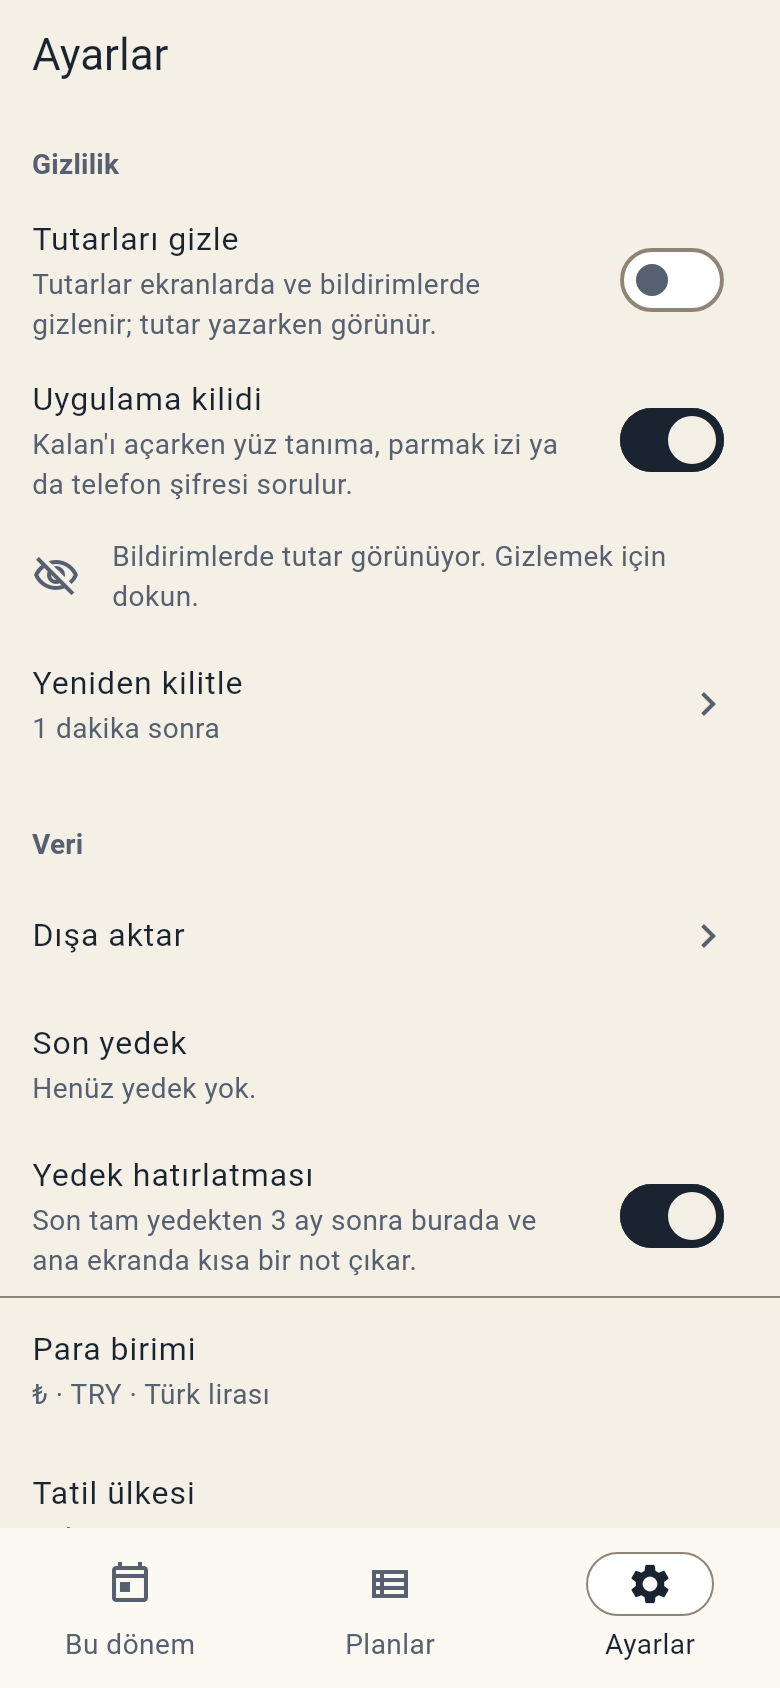 Ayarlar
Gizlilik
Tutarları gizle
Tutarlar ekranlarda ve bildirimlerde
gizlenir; tutar yazarken görünür.
Uygulama kilidi
Kalan'ı açarken yüz tanıma, parmak izi ya
da telefon şifresi sorulur.
Bildirimlerde tutar görünüyor. Gizlemek için
dokun.
Yeniden kilitle
1 dakika sonra
Veri
Dışa aktar
Son yedek
Henüz yedek yok.
Yedek hatırlatması
Son tam yedekten 3 ay sonra burada ve
ana ekranda kısa bir not çıkar.
Para birimi
₺ · TRY · Türk lirası
Tatil ülkesi
Bu dönem
Planlar
Ayarlar